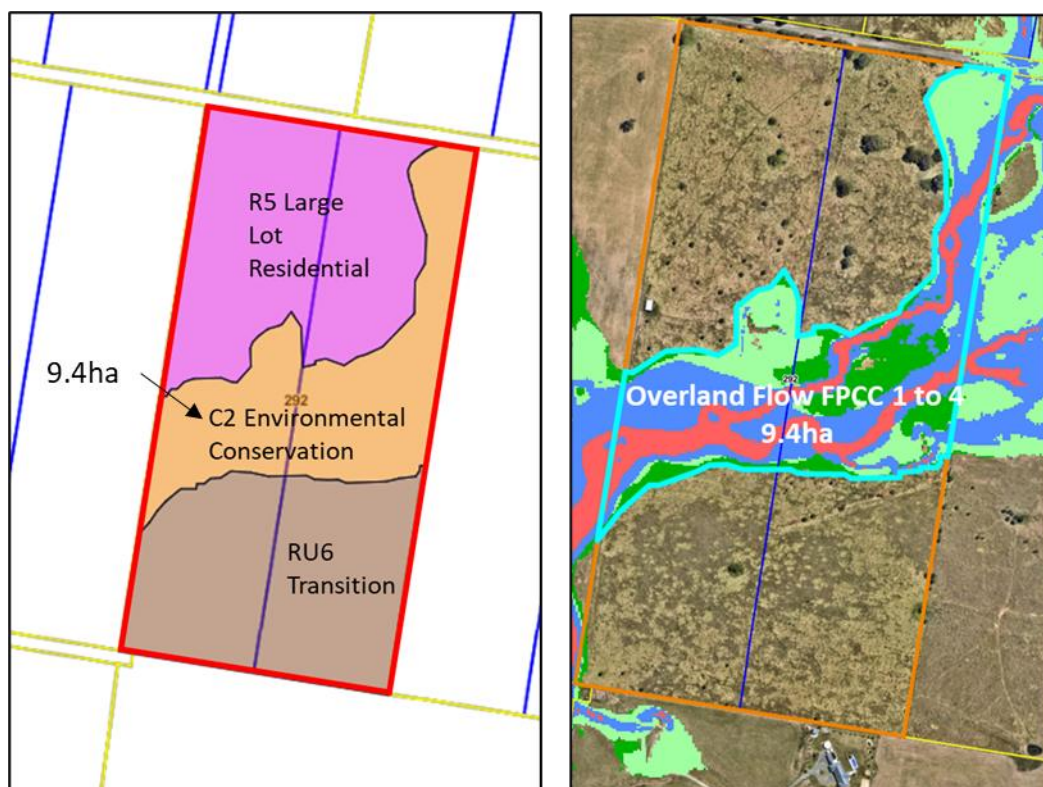 R5 Large
Lot
Residential
9.4ha
292
C2 Environmental
Conservation
RU6
Transition
292
Overland Flow FPCC 1 to 4
9.4ha